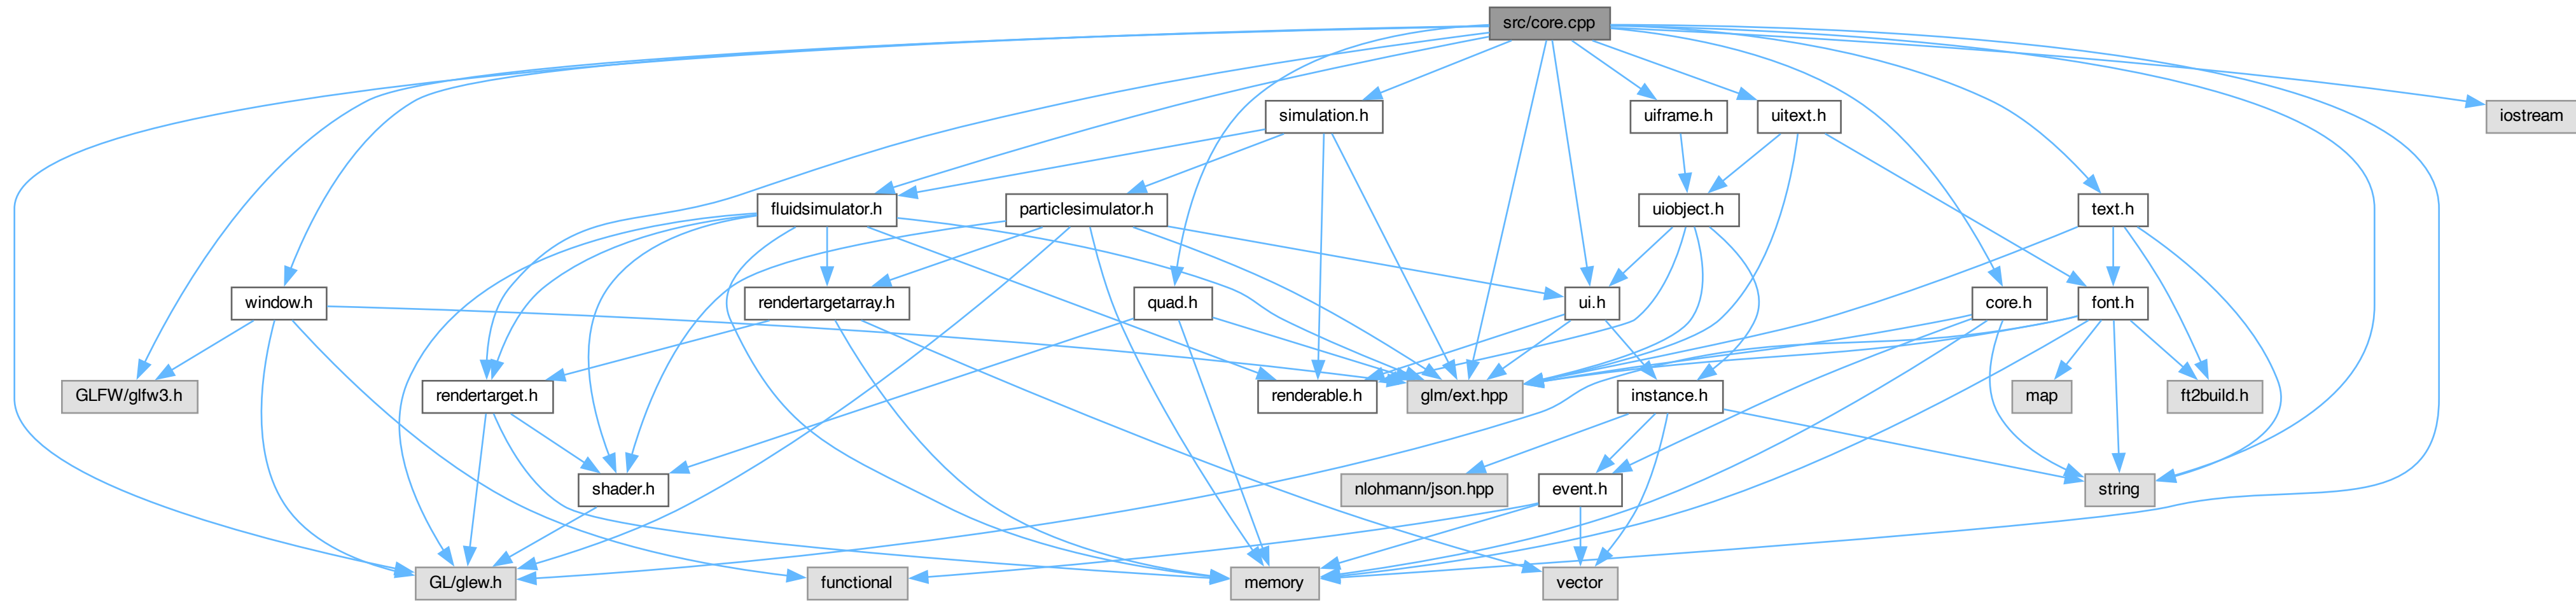 src/core.cpp
simulation.h
uiframe.h
uitext.h
iostream
fluidsimulator.h
particlesimulator.h
uiobject.h
text.h
window.h
rendertargetarray.h
quad.h
ui.h
core.h
font.h
GLFW/glfw3.h
rendertarget.h
renderable.h
glm/ext.hpp
instance.h
map
ft2build.h
shader.h
nlohmann/json.hpp
event.h
string
GL/glew.h
functional
memory
vector